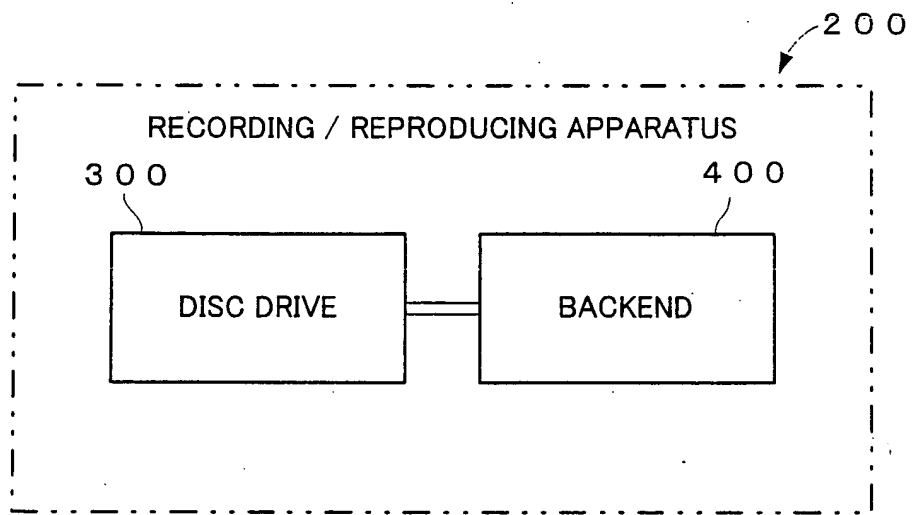 ２００
RECORDING / REPRODUCING APPARATUS
３００ ４００
DISC DRIVE BACKEND